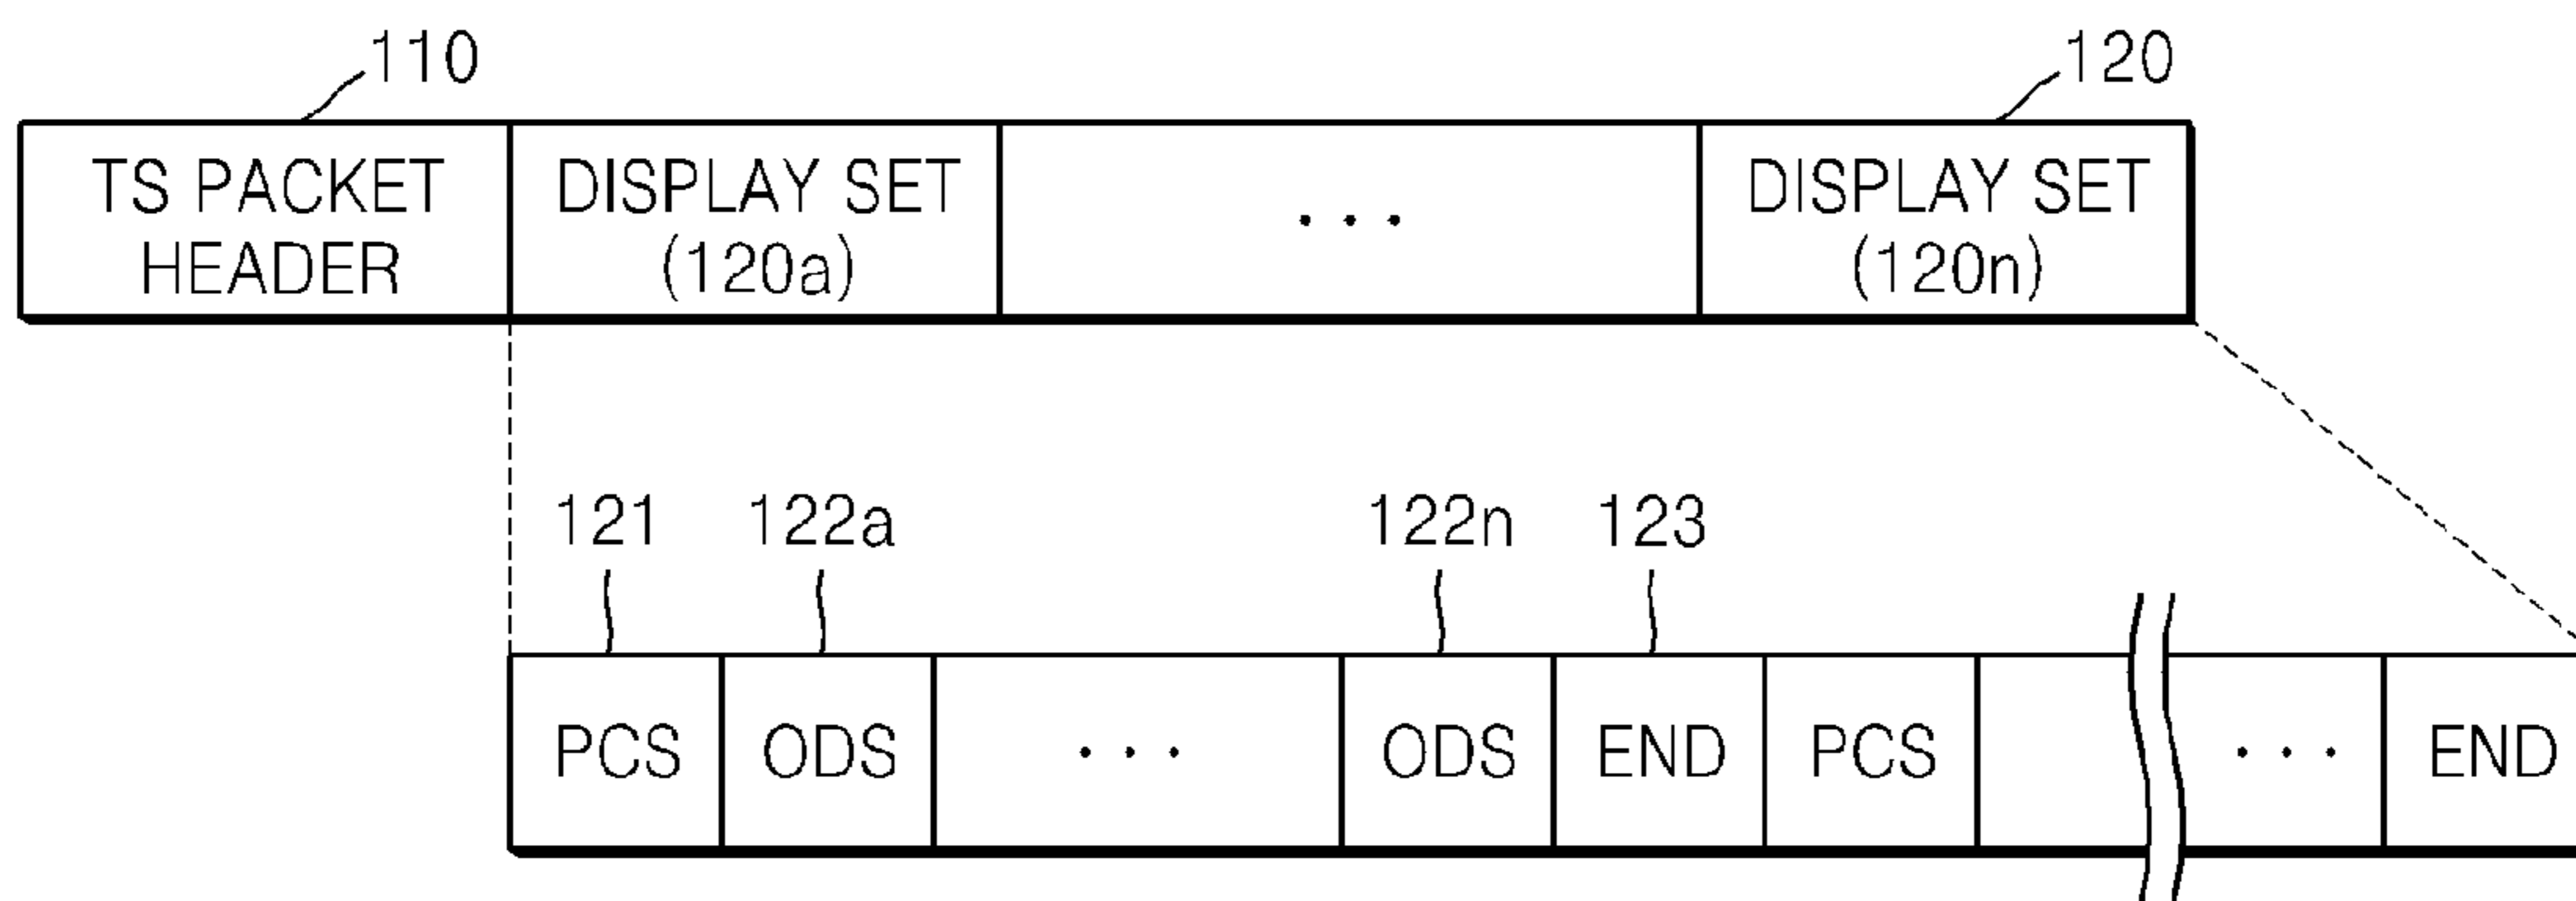 110
120
TS PACKET
HEADER
DISPLAY SET
(120a)
...
DISPLAY SET
(120n)
121
122a
122n
123
PCS
ODS
...
ODS
END
PCS
...
END